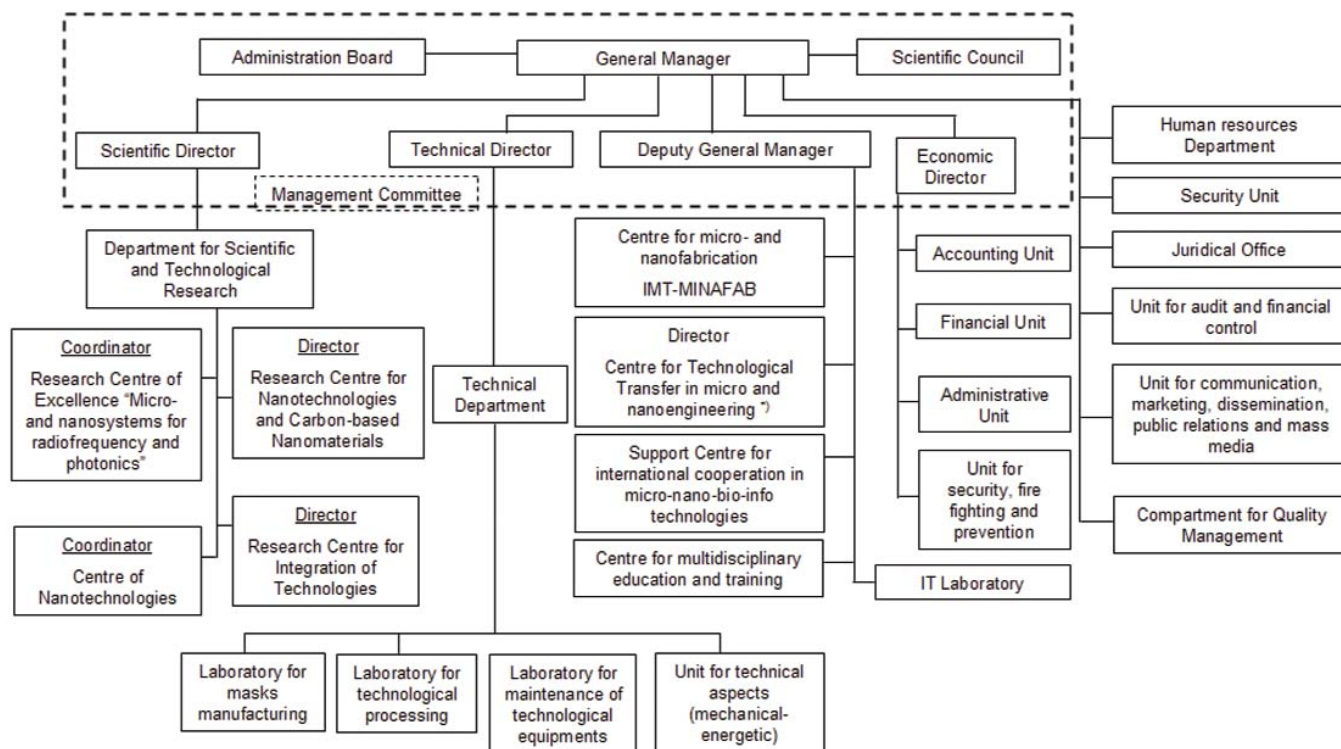 Administration Board
General Manager
Scientific Council
Scientific Director
Technical Director
Deputy General Manager
Economic
Director
Management Committee
Human resources
Department
Security Unit
Juridical Office
Unit for audit and financial
control
Unit for communication,
marketing, dissemination,
public relations and mass
media
Compartment for Quality
Management
Department for Scientific
and Technological
Research
Coordinator
Research Centre of
Excellence "Micro-
and nanosystems for
radiofrequency and
photonics"
Director
Research Centre for
Nanotechnologies
and Carbon-based
Nanomaterials
Coordinator
Centre of
Nanotechnologies
Director
Research Centre for
Integration of
Technologies
Technical
Department
Centre for micro- and
nanofabrication
IMT-MINAFAB
Director
Centre for Technological
Transfer in micro and
nanoengineering *)
Support Centre for
international cooperation in
micro-nano-bio-info
technologies
Centre for multidisciplinary
education and training
IT Laboratory
Accounting Unit
Financial Unit
Administrative
Unit
Unit for
security, fire
fighting and
prevention
Laboratory for
masks
manufacturing
Laboratory for
technological
processing
Laboratory for
maintenance of
technological
equipments
Unit for technical
aspects
(mechanical-
energetic)